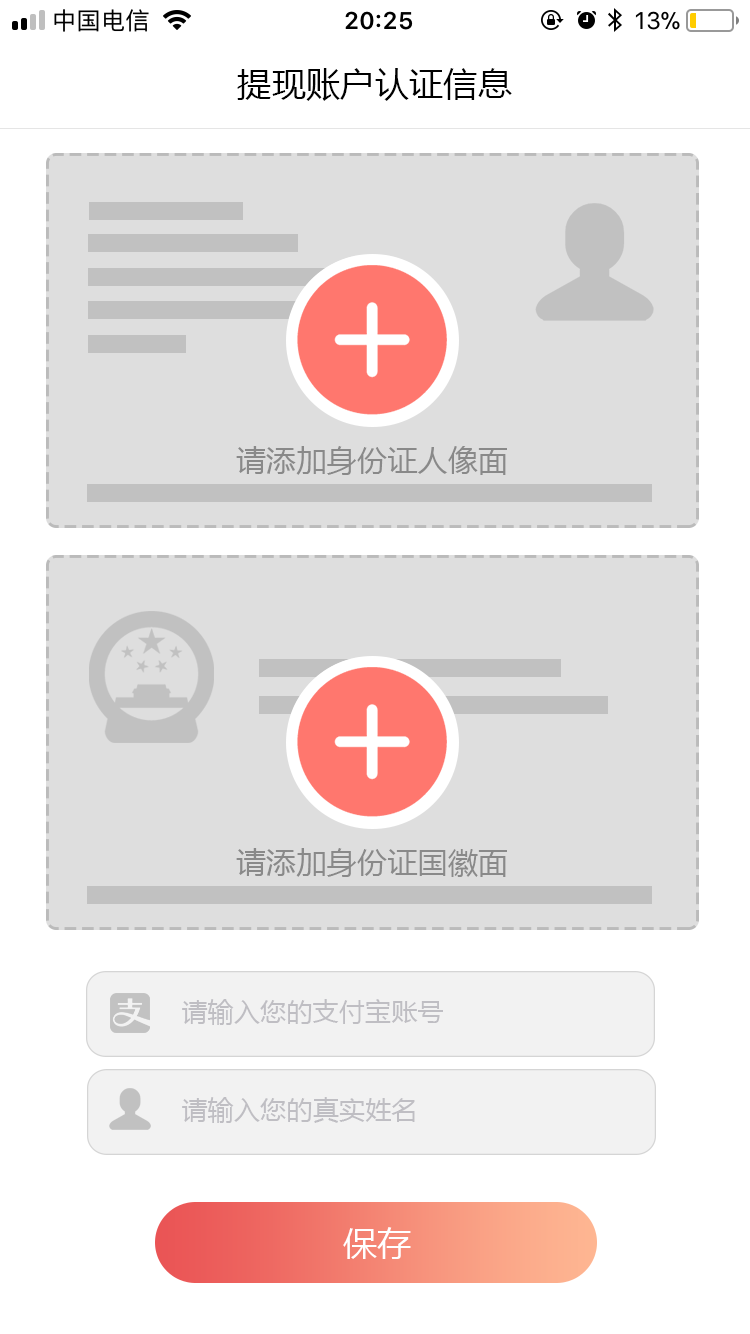 中国电信 20:25 13%
提现账户认证信息
请添加身份证人像面
请添加身份证国徽面
支 请输入您的支付宝账号
请输入您的真实姓名
保存